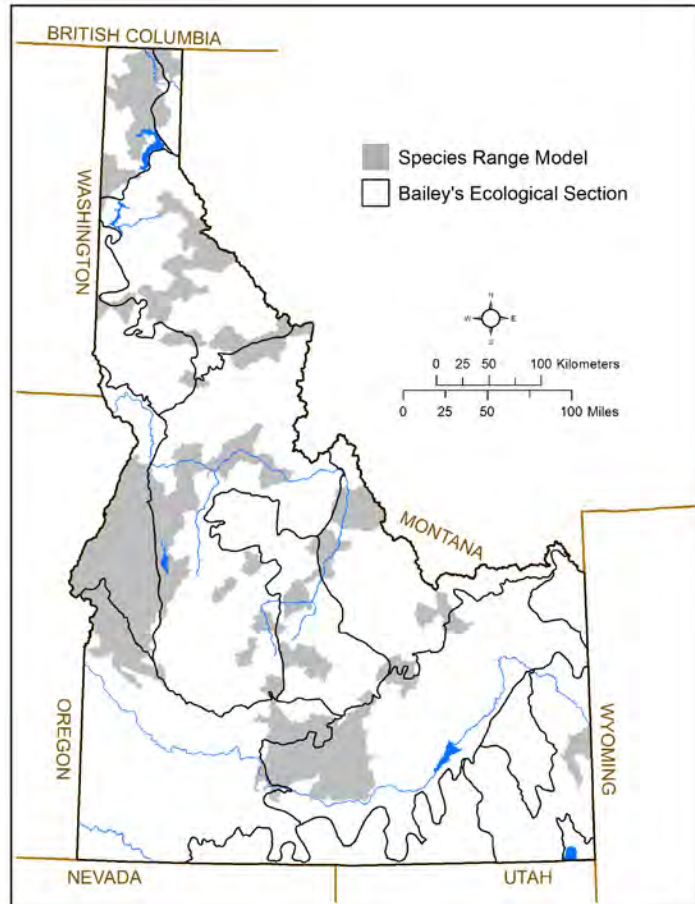 BRITISH COLUMBIA
WASHINGTON
Species Range Model
Bailey's Ecological Section
N
W E
S
0 25 50 100 Kilometers
0 25 50 100 Miles
MONTANA
OREGON
WYOMING
NEVADA
UTAH